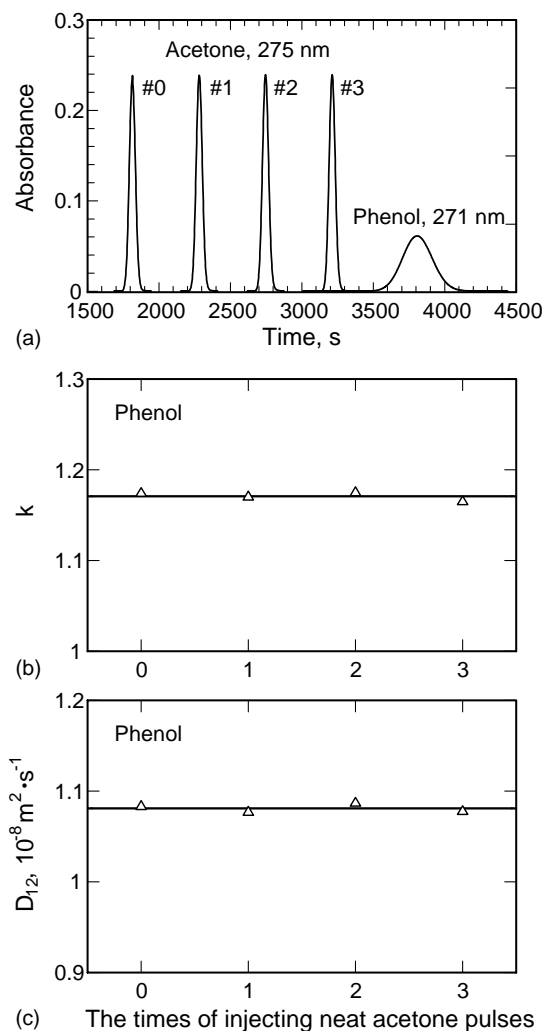 0.3
Acetone, 275 nm
#0 #1 #2 #3
0.2
Absorbance
0.1
Phenol, 271 nm
0
1500 2000 2500 3000 3500 4000 4500
(a) Time, s
1.3
Phenol
1.2
k
1.1
1
(b) 0 1 2 3
1.2
Phenol
1.1
D12, 10-8 m2•s-1
1
0.9
0 1 2 3
(c) The times of injecting neat acetone pulses